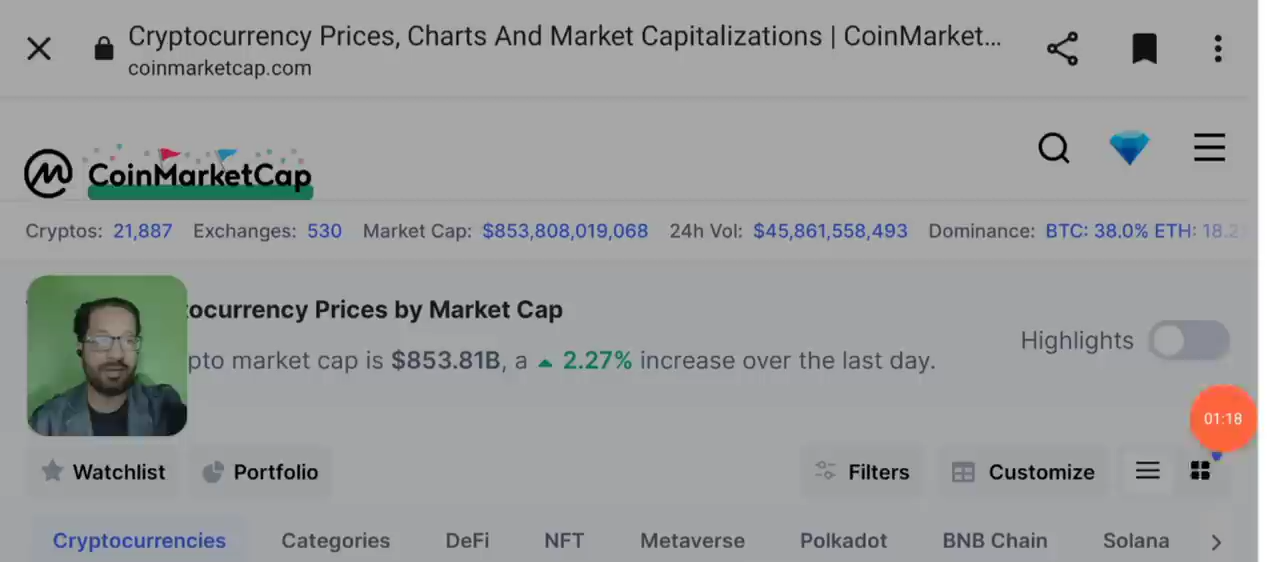 Cryptocurrency Prices, Charts And Market Capitalizations | CoinMarket...
coinmarketcap.com
CoinMarketCap
Cryptos: 21,887 Exchanges: 530 Market Cap: $853,808,019,068 24h Vol: $45,861,558,493 Dominance: BTC: 38.0% ETH: 18.2
tocurrency Prices by Market Cap
pto market cap is $853.81B, a 2.27% increase over the last day.
Highlights
01:18
Watchlist Portfolio Filters Customize
Cryptocurrencies Categories DeFi NFT Metaverse Polkadot BNB Chain Solana